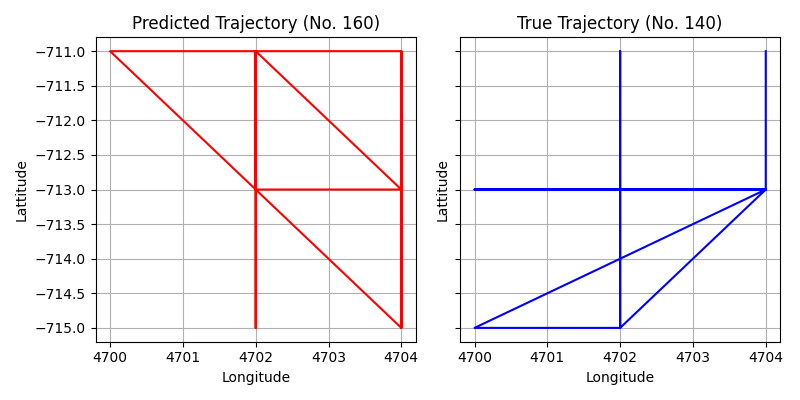 Predicted Trajectory (No. 160)
True Trajectory (No. 140)
−711.0
−711.5
−712.0
−712.5
−713.0
−713.5
−714.0
−714.5
−715.0
Lattitude
Lattitude
4700 4701 4702 4703 4704
4700 4701 4702 4703 4704
Longitude
Longitude